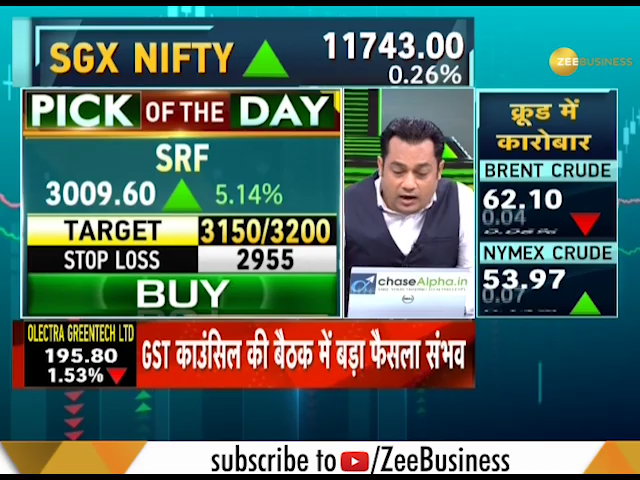 SGX NIFTY
11743.00
0.26%
ZEEBUSINESS
PICK OF THE DAY
SRF
3009.60
5.14%
TARGET 3150/3200
STOP LOSS 2955
BUY
chaseAlpha.in
DELL
क्रूड में
कारोबार
BRENT CRUDE
62.10
0.04
NYMEX CRUDE
53.97
0.07
OLECTRA GREENTECH LTD
195.80
1.53%
GST काउंसिल की बैठक में बड़ा फैसला संभव
subscribe to /ZeeBusiness